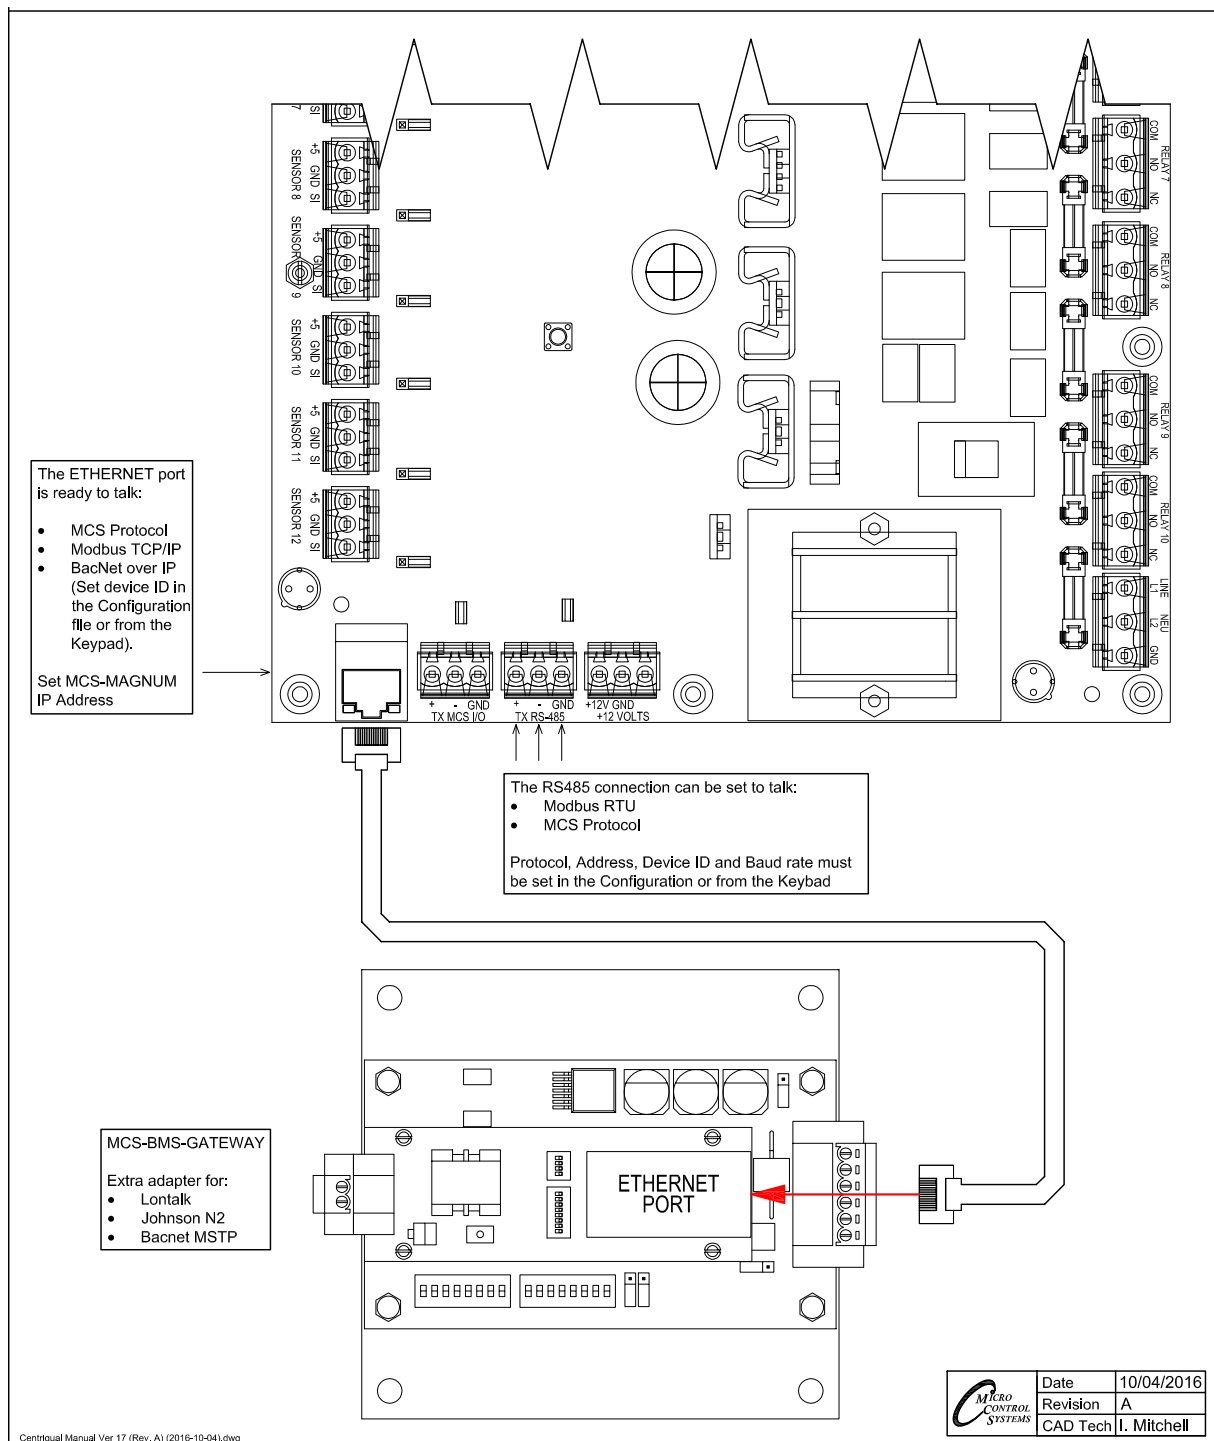 7
SI
+5
GND
SI
SENSOR 8
+5
GND
SI
SENSOR
9
+5
GND
SI
SENSOR 10
+5
GND
SI
SENSOR 11
+5
GND
SI
SENSOR 12
COM
NO
NC
RELAY 7
COM
NO
NC
RELAY 8
COM
NO
NC
RELAY 9
COM
NO
NC
RELAY 10
LINE
L1
NEU
L2
GND
The ETHERNET port
is ready to talk:
• MCS Protocol
• Modbus TCP/IP
• BacNet over IP
(Set device ID in
the Configuration
file or from the
Keypad).
Set MCS-MAGNUM
IP Address
+ - GND
TX MCS I/O
+ - GND
TX RS-485
+12V GND
+12 VOLTS
The RS485 connection can be set to talk:
• Modbus RTU
• MCS Protocol
Protocol, Address, Device ID and Baud rate must
be set in the Configuration or from the Keybad
MCS-BMS-GATEWAY
Extra adapter for:
• Lontalk
• Johnson N2
• Bacnet MSTP
ETHERNET
PORT
MICRO
CONTROL
SYSTEMS
Date 10/04/2016
Revision A
CAD Tech I. Mitchell
Centriqual Manual Ver 17 (Rev. A) (2016-10-04).dwg